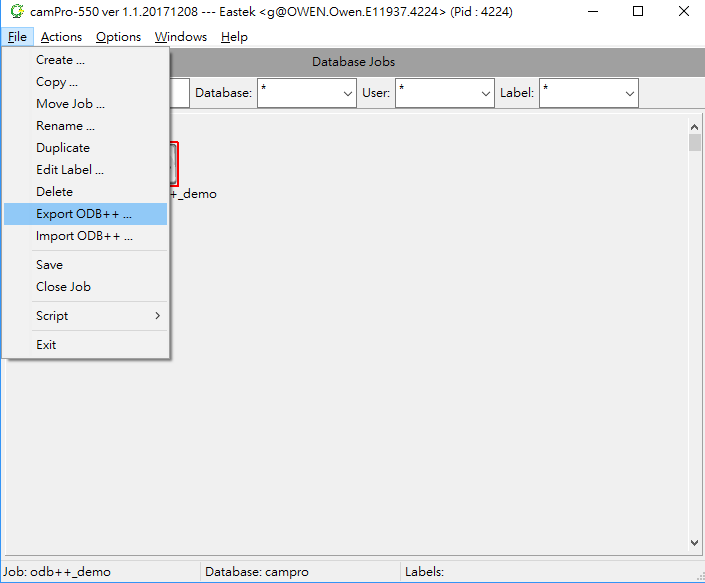 camPro-550 ver 1.1.20171208 --- Eastek <g@OWEN.Owen.E11937.4224> (Pid : 4224)
File Actions Options Windows Help
Database Jobs
Database: * User: * Label: *
Create ...
Copy ...
Move Job ...
Rename ...
Duplicate
Edit Label ...
Delete
Export ODB++ ...
Import ODB++ ...
Save
Close Job
Script
Exit
+_demo
Job: odb++_demo Database: campro Labels: